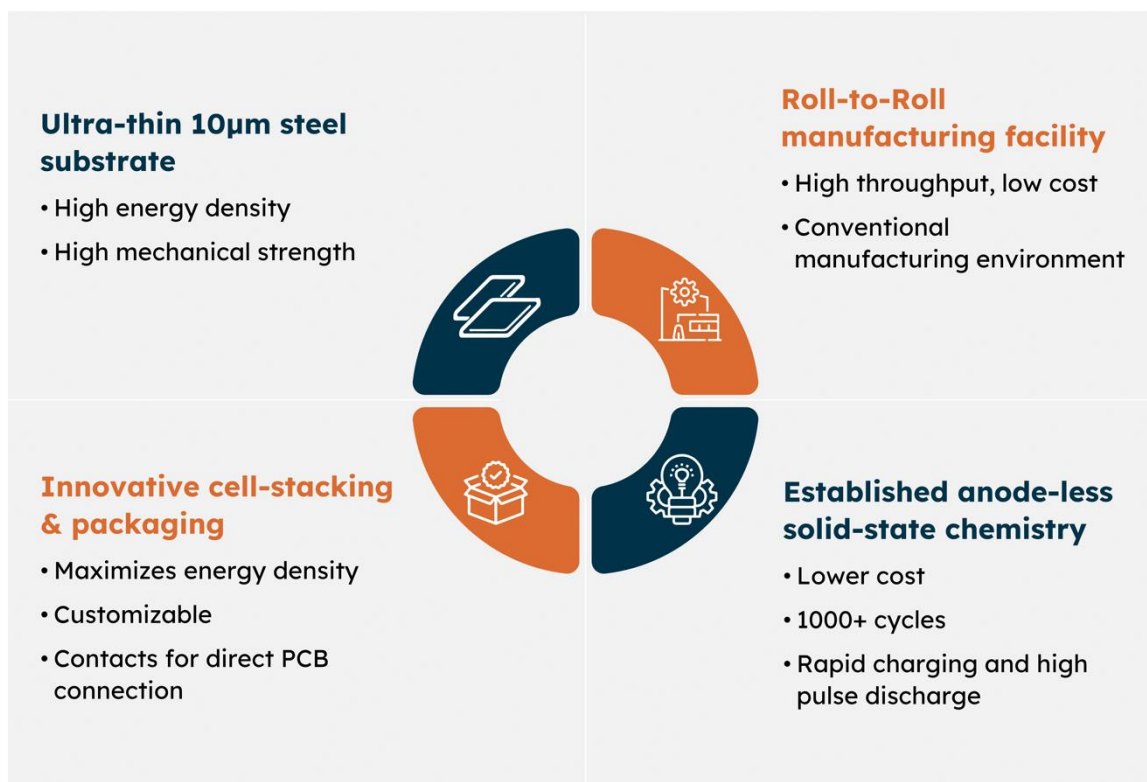 Ultra-thin 10µm steel
substrate
• High energy density
• High mechanical strength
Roll-to-Roll
manufacturing facility
• High throughput, low cost
• Conventional
manufacturing environment
Innovative cell-stacking
& packaging
• Maximizes energy density
• Customizable
• Contacts for direct PCB
connection
Established anode-less
solid-state chemistry
• Lower cost
• 1000+ cycles
• Rapid charging and high
pulse discharge